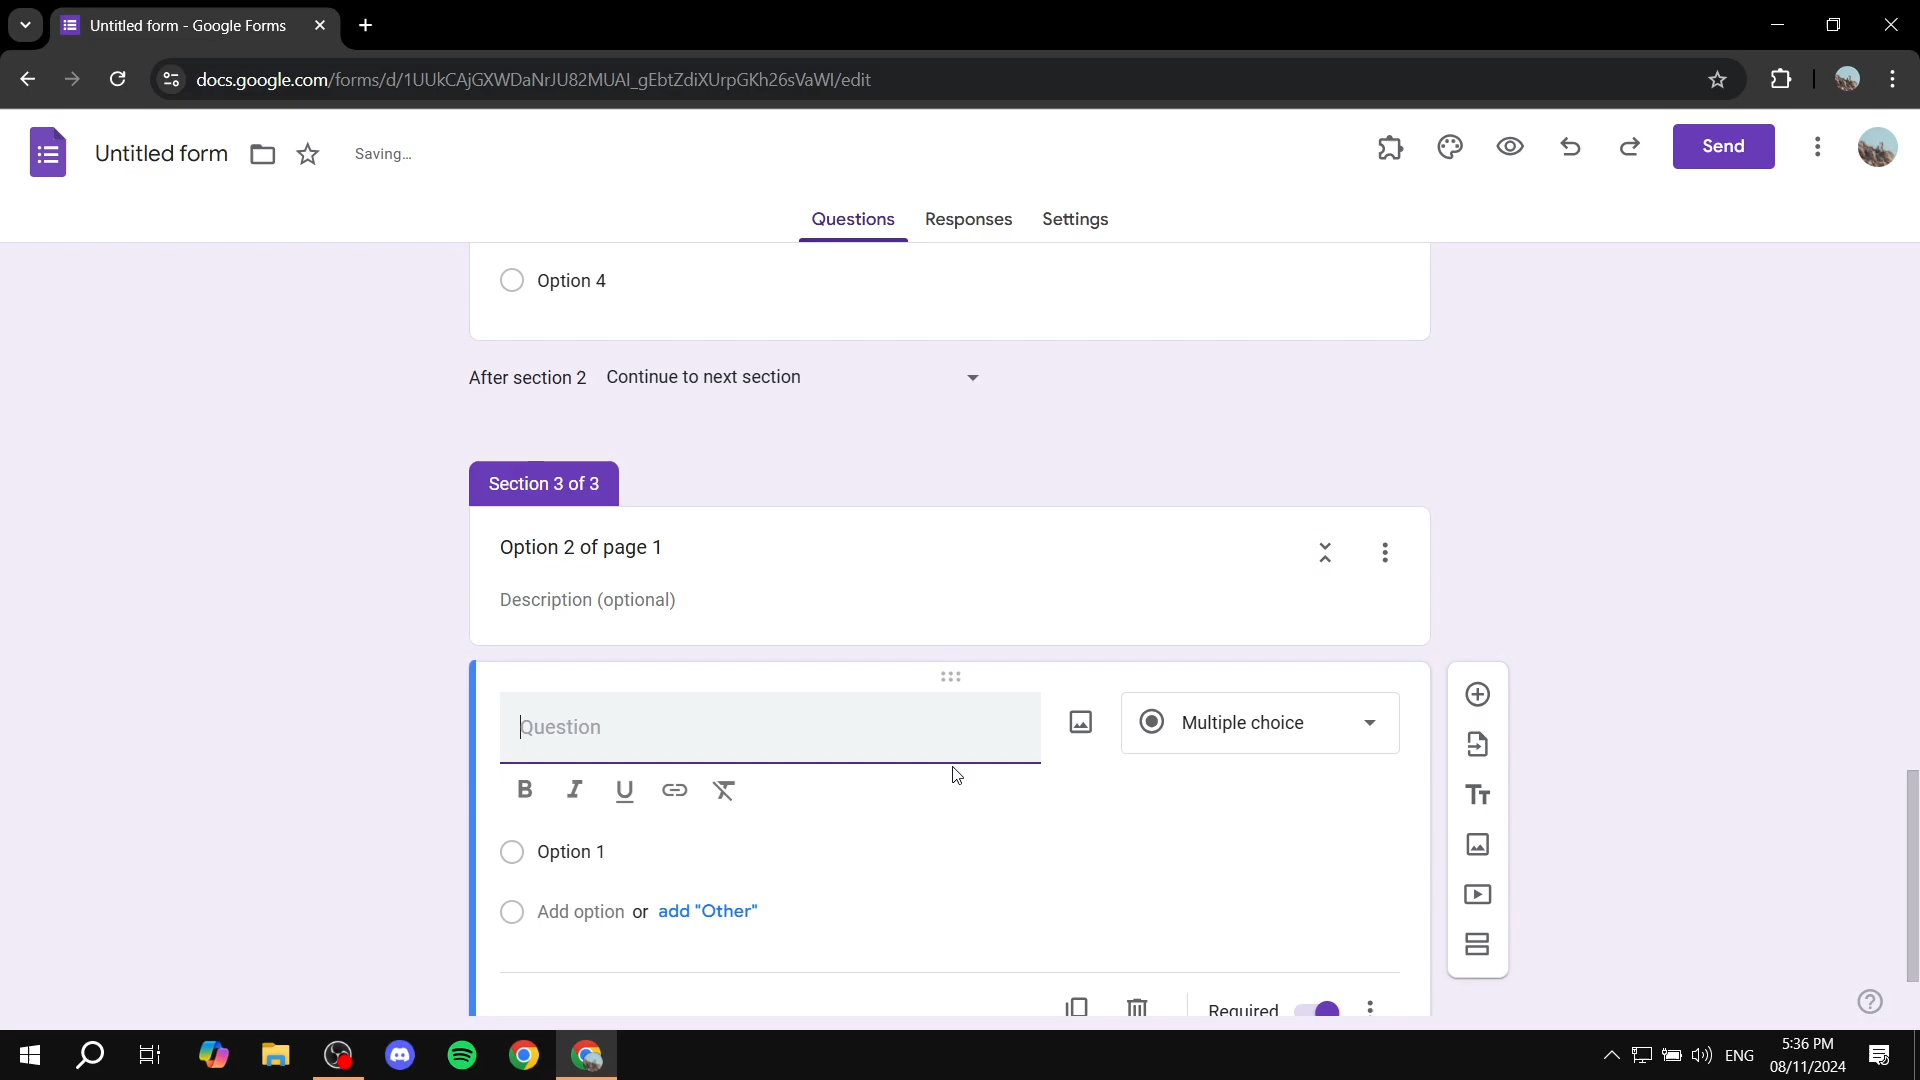 Untitled form - Google Forms
docs.google.com/forms/d/1UUkCAjGXWDaNrJU82MUAI_gEbtZdiXUrpGKh26sVaWI/edit
Untitled form
Saving...
Send
Questions
Responses
Settings
Option 4
After section 2 Continue to next section
Section 3 of 3
Option 2 of page 1
Description (optional)
Question
Multiple choice
B I U
Option 1
Add option or add "Other"
Required
ENG
5:36 PM
08/11/2024